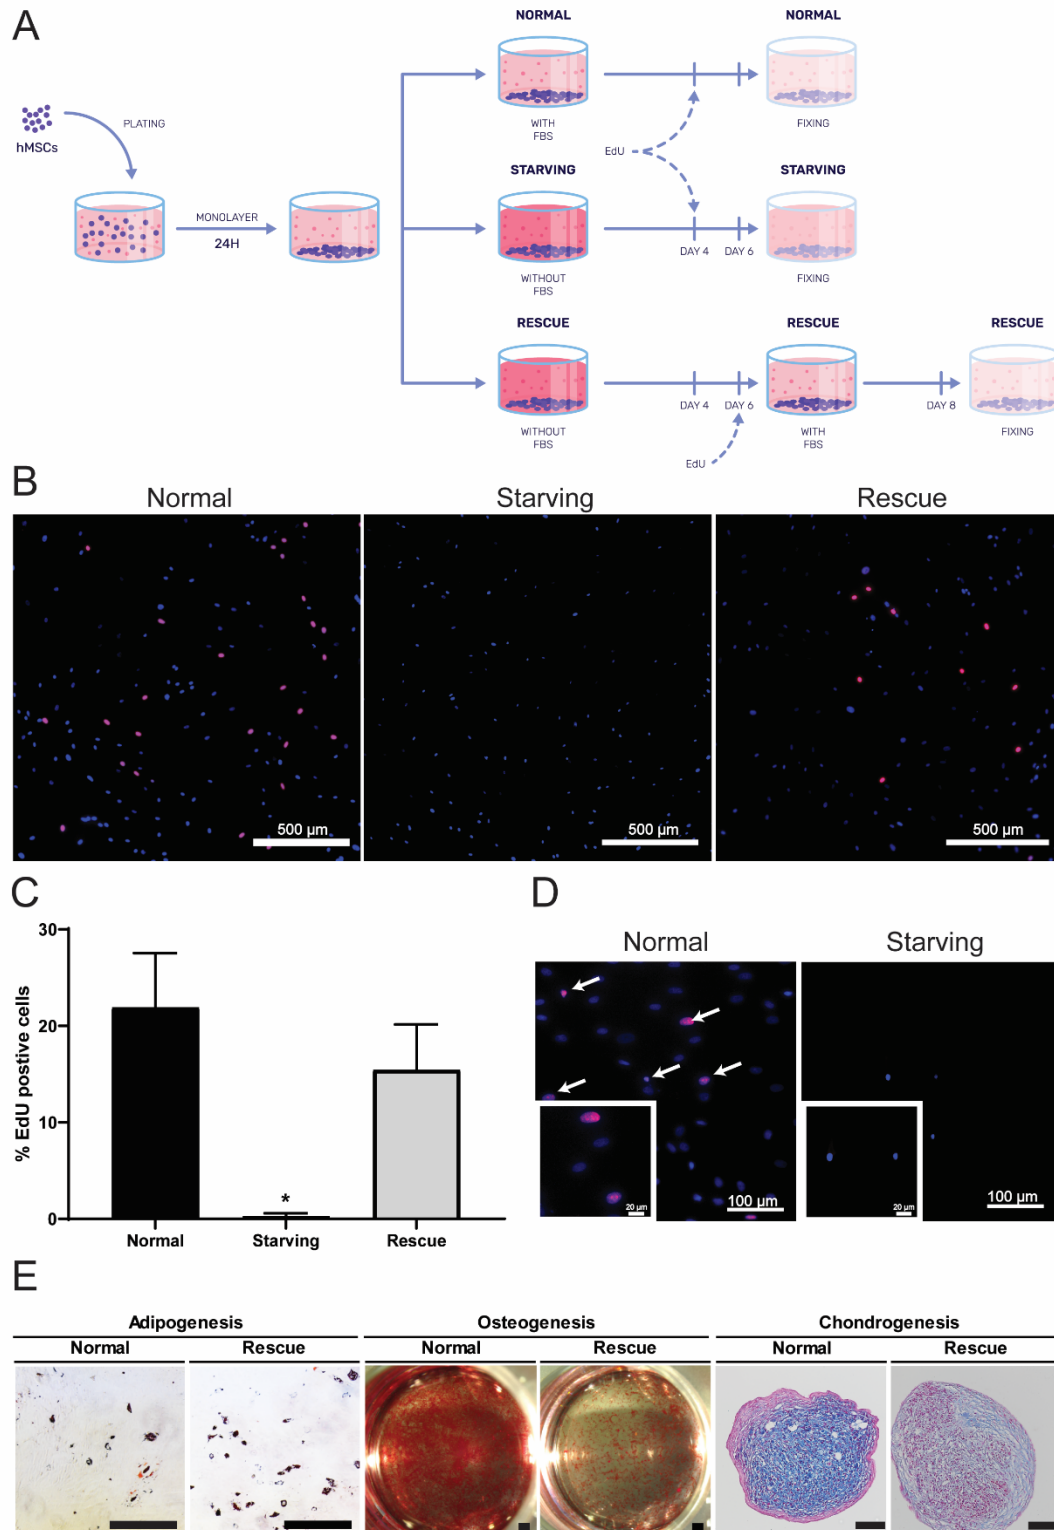 A
NORMAL
PLATING
hMSCs
WITH
FBS
FIXING
EdU
STARVING
STARVING
MONOLAYER
24H
DAY 4
DAY 6
WITHOUT
FBS
FIXING
RESCUE
RESCUE
RESCUE
DAY 4
DAY 6
DAY 8
WITHOUT
FBS
WITH
FBS
FIXING
EdU
B
Normal
Starving
Rescue
500 µm
500 µm
500 µm
C
% EdU postive cells
30
20
10
0
*
Normal
Starving
Rescue
D
Normal
Starving
20 µm
100 µm
20 µm
100 µm
E
Adipogenesis
Osteogenesis
Chondrogenesis
Normal
Rescue
Normal
Rescue
Normal
Rescue